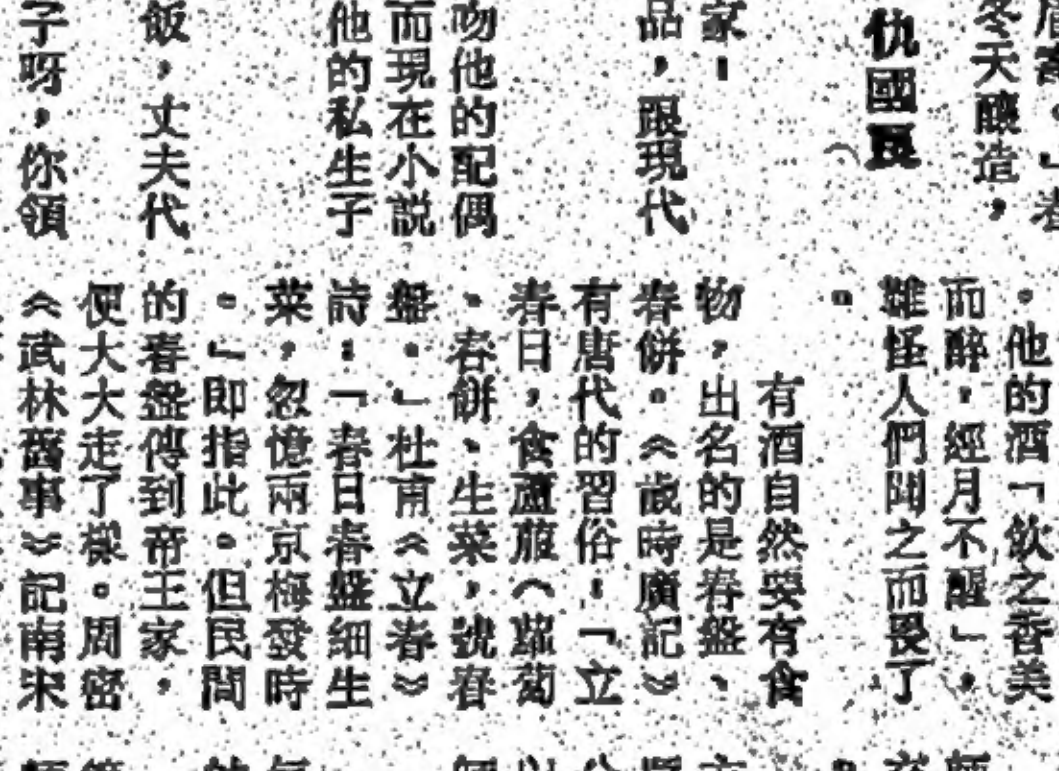 冬天釀造，
仇國良
家！
品，跟現代
吻他的配偶
而現在小説
他的私生子
飯，丈夫代
子呀，你領
。他的酒「飲之香美
而醉，經月不醒」，
難怪人們聞之而畏了
。
有酒自然要有食
物，出名的是春盤、
春餅。《歲時廣記》
有唐代的習俗：「立
春日，食蘆菔（蘿蔔
。春餅、生菜，號春
盤。」杜甫《立春》
詩：「春日春盤细生
菜，忽憶兩京梅發時
。」即指此。但民間
的春盤傳到帝王家，
便大大走了樣。周密
《武林舊事》記南宋